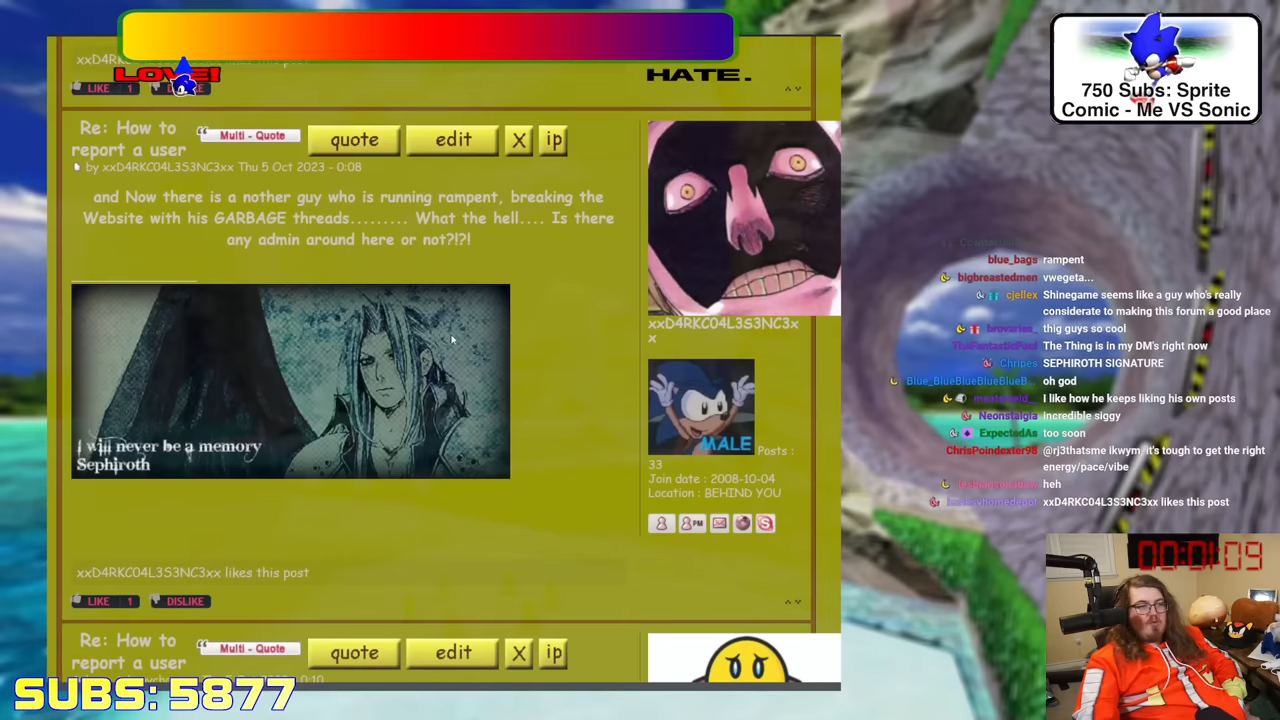 LOVE!
HATE.
LIKE 1
Re: How to
report a user
Multi - Quote
quote
edit
X
ip
by xxD4RKC04L3S3NC3xx Thu 5 Oct 2023 - 0:08
and Now there is a nother guy who is running rampent, breaking the
Website with his GARBAGE threads......... What the hell.... Is there
any admin around here or not?!?!
I will never be a memory
Sephiroth
xxD4RKC04L3S3NC3x
x
MALE
Posts :
33
Join date : 2008-10-04
Location : BEHIND YOU
PM
xxD4RKC04L3S3NC3xx likes this post
LIKE 1
DISLIKE
Re: How to
report a user
Multi - Quote
quote
edit
X
ip
SUBS: 5877
750 Subs: Sprite
Comic - Me VS Sonic
blue_bags rampent
bigbreastedmen vwegeta...
cjellex Shinegame seems like a guy who's really
considerate to making this forum a good place
brovaries_ thig guys so cool
The Thing is in my DM's right now
Chripes SEPHIROTH SIGNATURE
Blue_BlueBlueBlueBlueB... oh god
I like how he keeps liking his own posts
Neonstalgia incredible siggy
ExpectedAs too soon
ChrisPoindexter98 @rj3thatsme ikwym, it's tough to get the right
energy/pace/vibe
heh
xxD4RKC04L3S3NC3xx likes this post
00:01:09